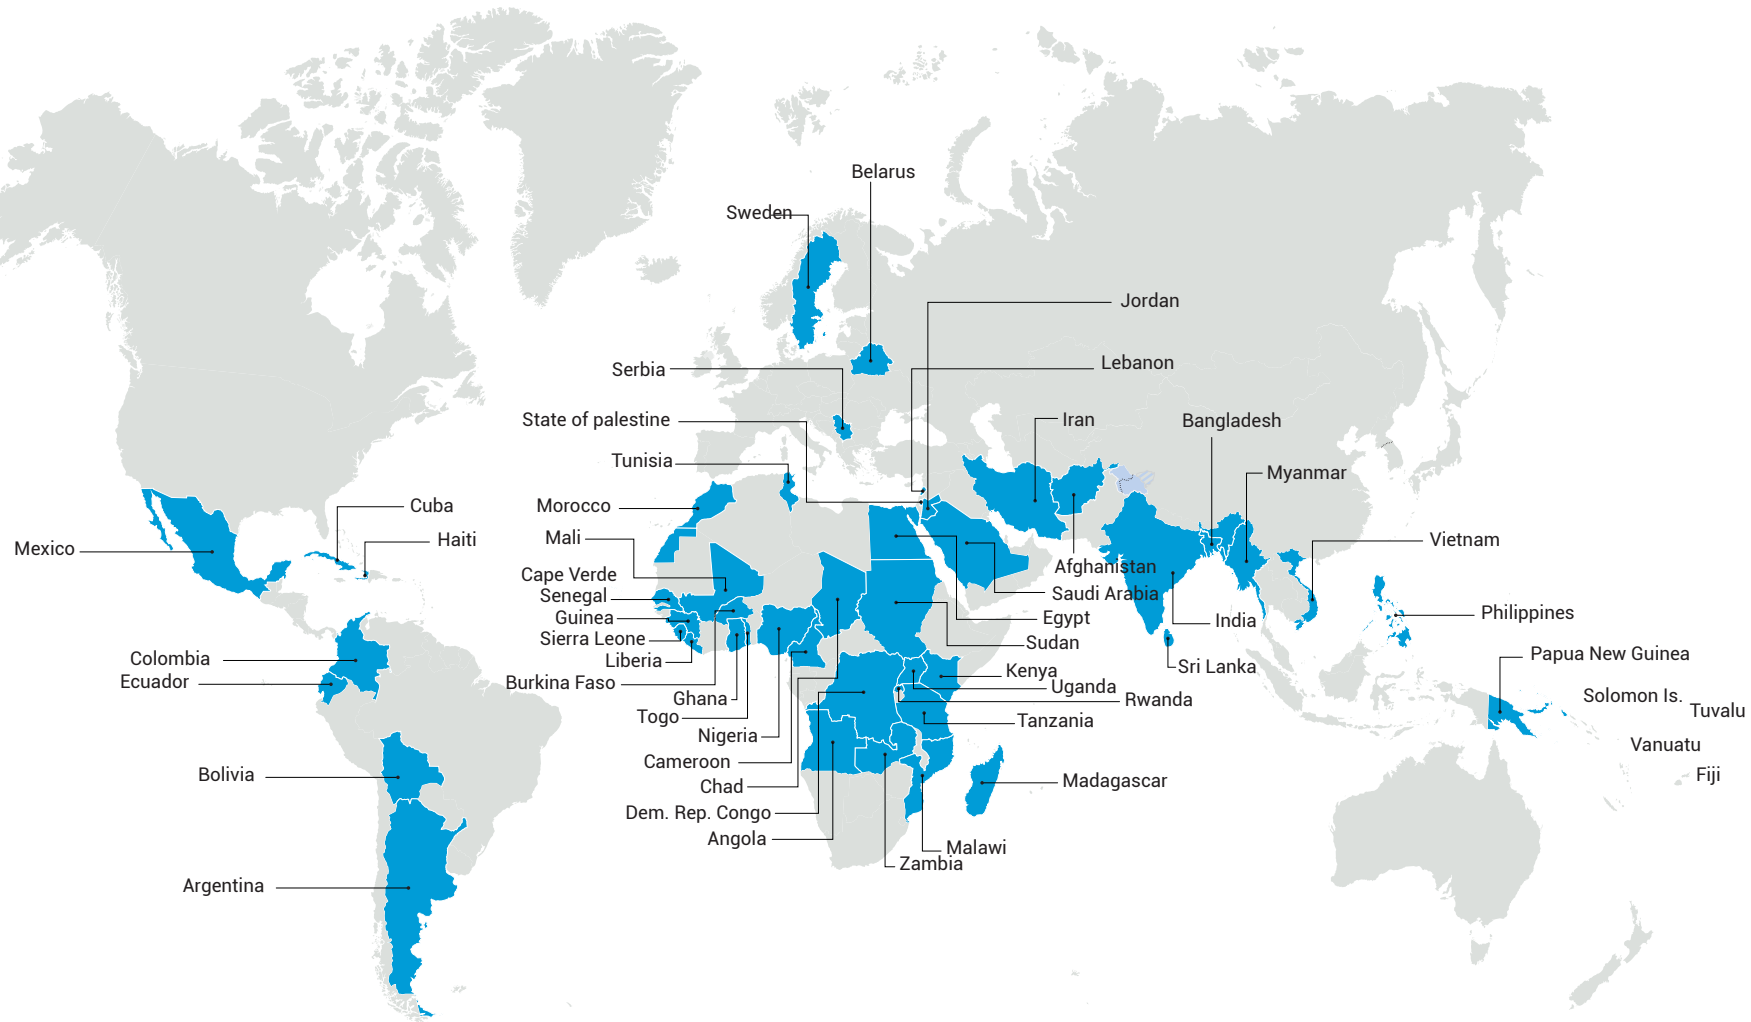 Belarus
Sweden
Jordan
Lebanon
Serbia
State of palestine
Iran
Bangladesh
Tunisia
Myanmar
Morocco
Cuba
Mali
Haiti
Vietnam
Mexico
Afghanistan
Cape Verde
Saudi Arabia
Senegal
Guinea
Egypt
India
Philippines
Sierra Leone
Sudan
Liberia
Colombia
Papua New Guinea
Sri Lanka
Kenya
Ecuador
Burkina Faso
Uganda
Ghana
Rwanda
Solomon Is.
Tuvalu
Togo
Tanzania
Nigeria
Vanuatu
Cameroon
Bolivia
Fiji
Chad
Madagascar
Dem. Rep. Congo
Angola
Malawi
Zambia
Argentina